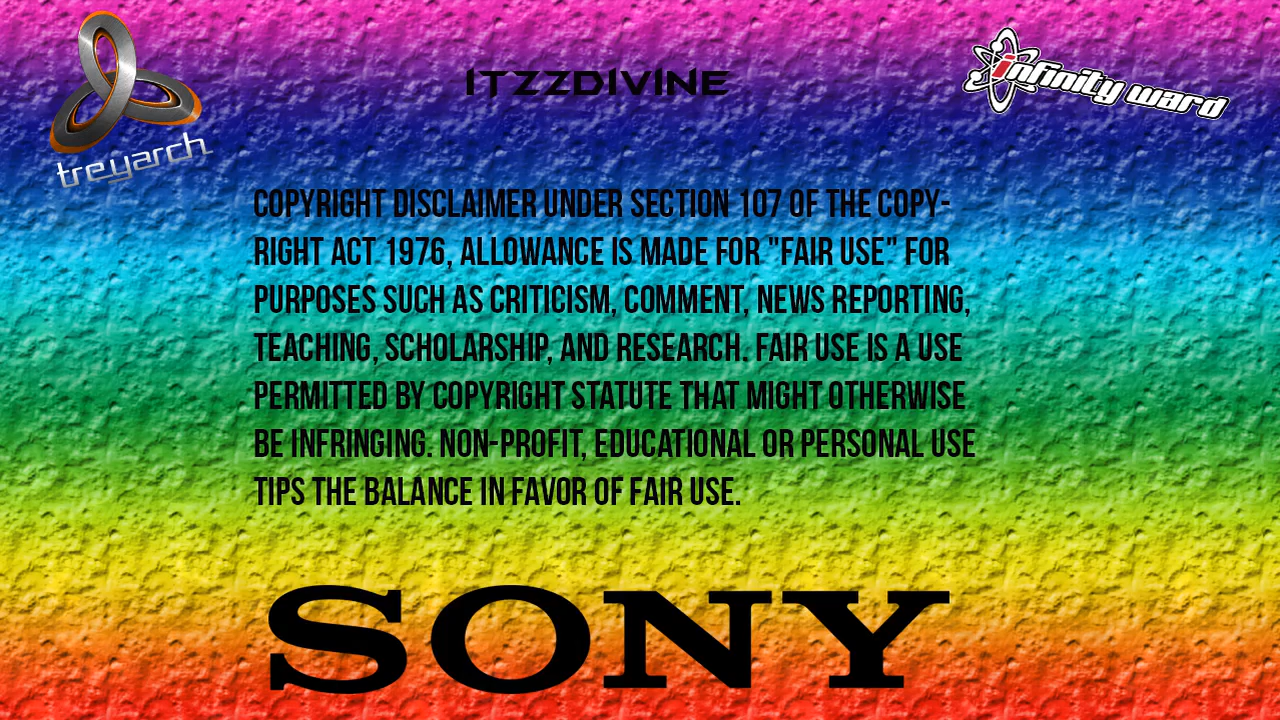 treyarch
ITZZDIVINE
infinity ward
COPYRIGHT DISCLAIMER UNDER SECTION 107 OF THE COPY-
RIGHT ACT 1976, ALLOWANCE IS MADE FOR "FAIR USE" FOR
PURPOSES SUCH AS CRITICISM, COMMENT, NEWS REPORTING,
TEACHING, SCHOLARSHIP, AND RESEARCH. FAIR USE IS A USE
PERMITTED BY COPYRIGHT STATUTE THAT MIGHT OTHERWISE
BE INFRINGING. NON-PROFIT, EDUCATIONAL OR PERSONAL USE
TIPS THE BALANCE IN FAVOR OF FAIR USE.
SONY